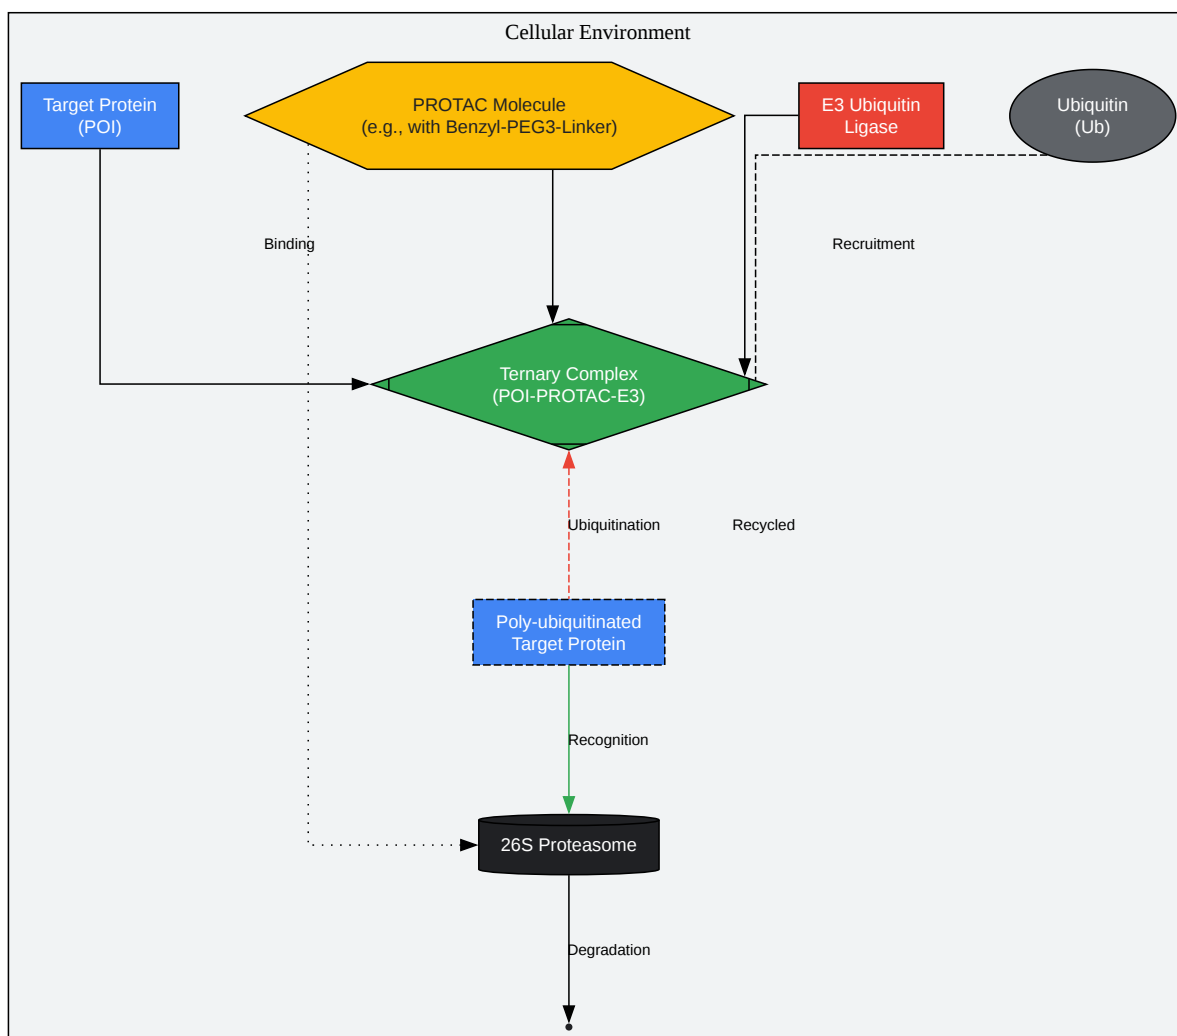 Cellular Environment
Target Protein
(POI)
PROTAC Molecule
(e.g., with Benzyl-PEG3-Linker)
E3 Ubiquitin
Ligase
Ubiquitin
(Ub)
Binding
Recruitment
Ternary Complex
(POI-PROTAC-E3)
Ubiquitination
Recycled
Poly-ubiquitinated
Target Protein
Recognition
26S Proteasome
Degradation